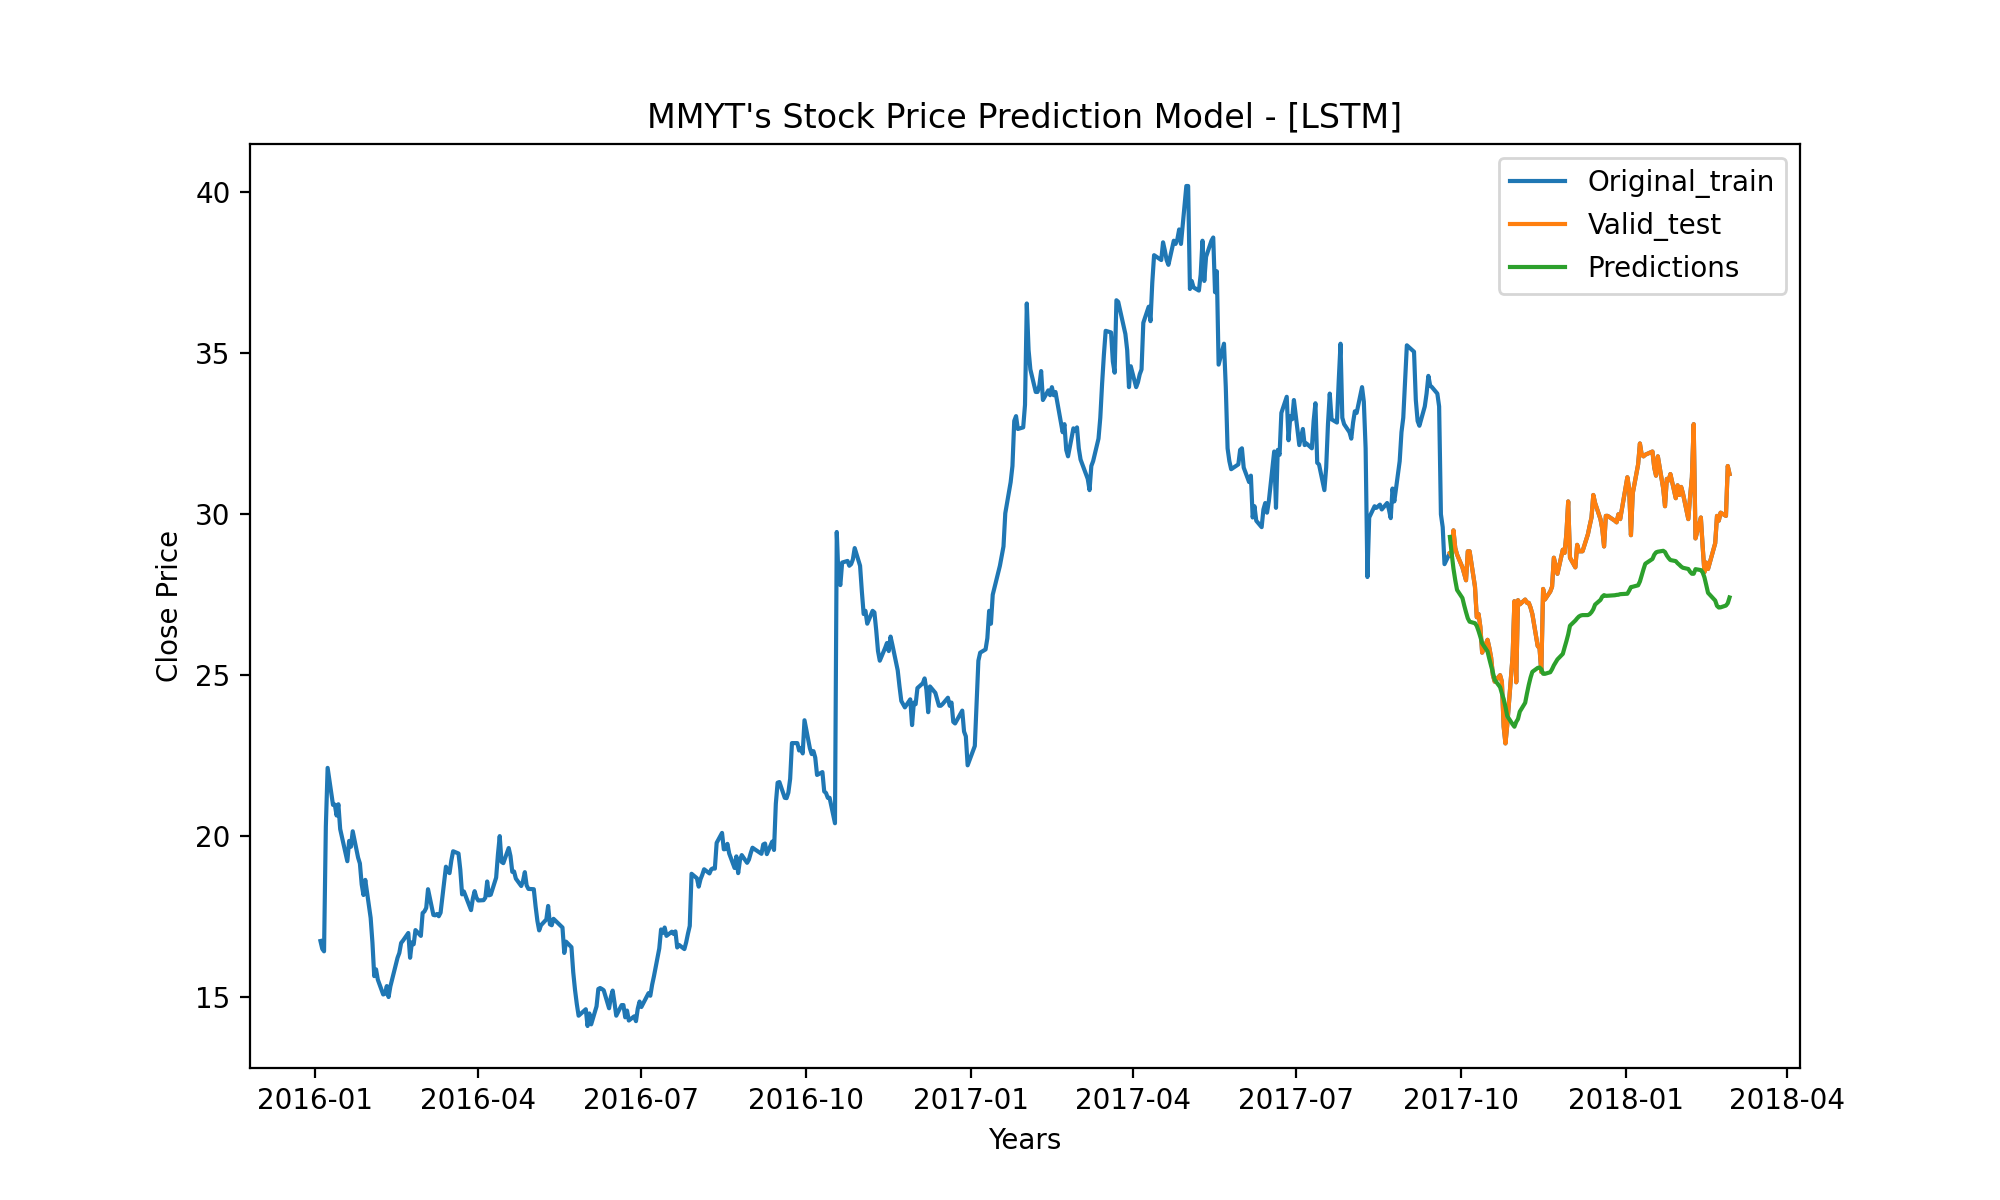 MMYT's Stock Price Prediction Model - [LSTM]
Original_train
Valid_test
Predictions
Close Price
40
35
30
25
20
15
2016-01 2016-04 2016-07 2016-10 2017-01 2017-04 2017-07 2017-10 2018-01 2018-04
Years